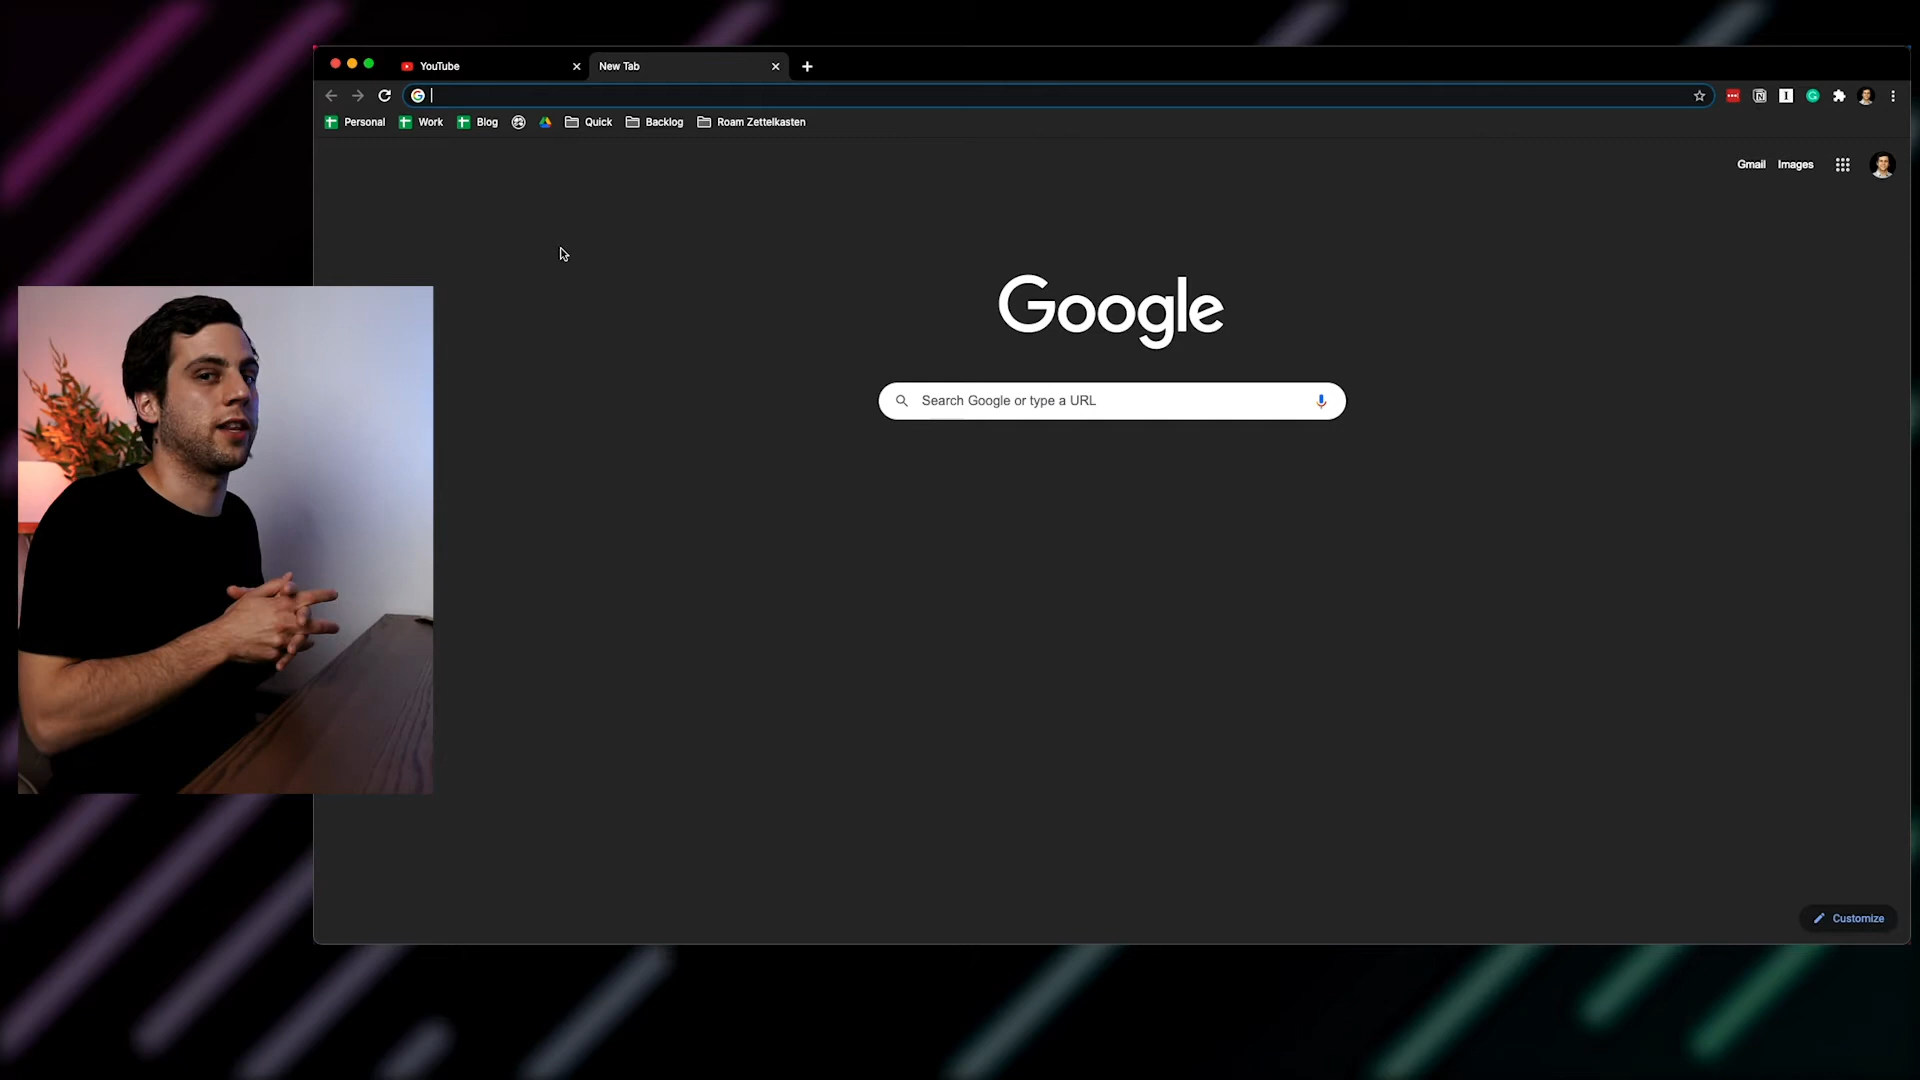 YouTube
New Tab
Personal
Work
Blog
Quick
Backlog
Roam Zettelkasten
Gmail
Images
Google
Search Google or type a URL
Customize